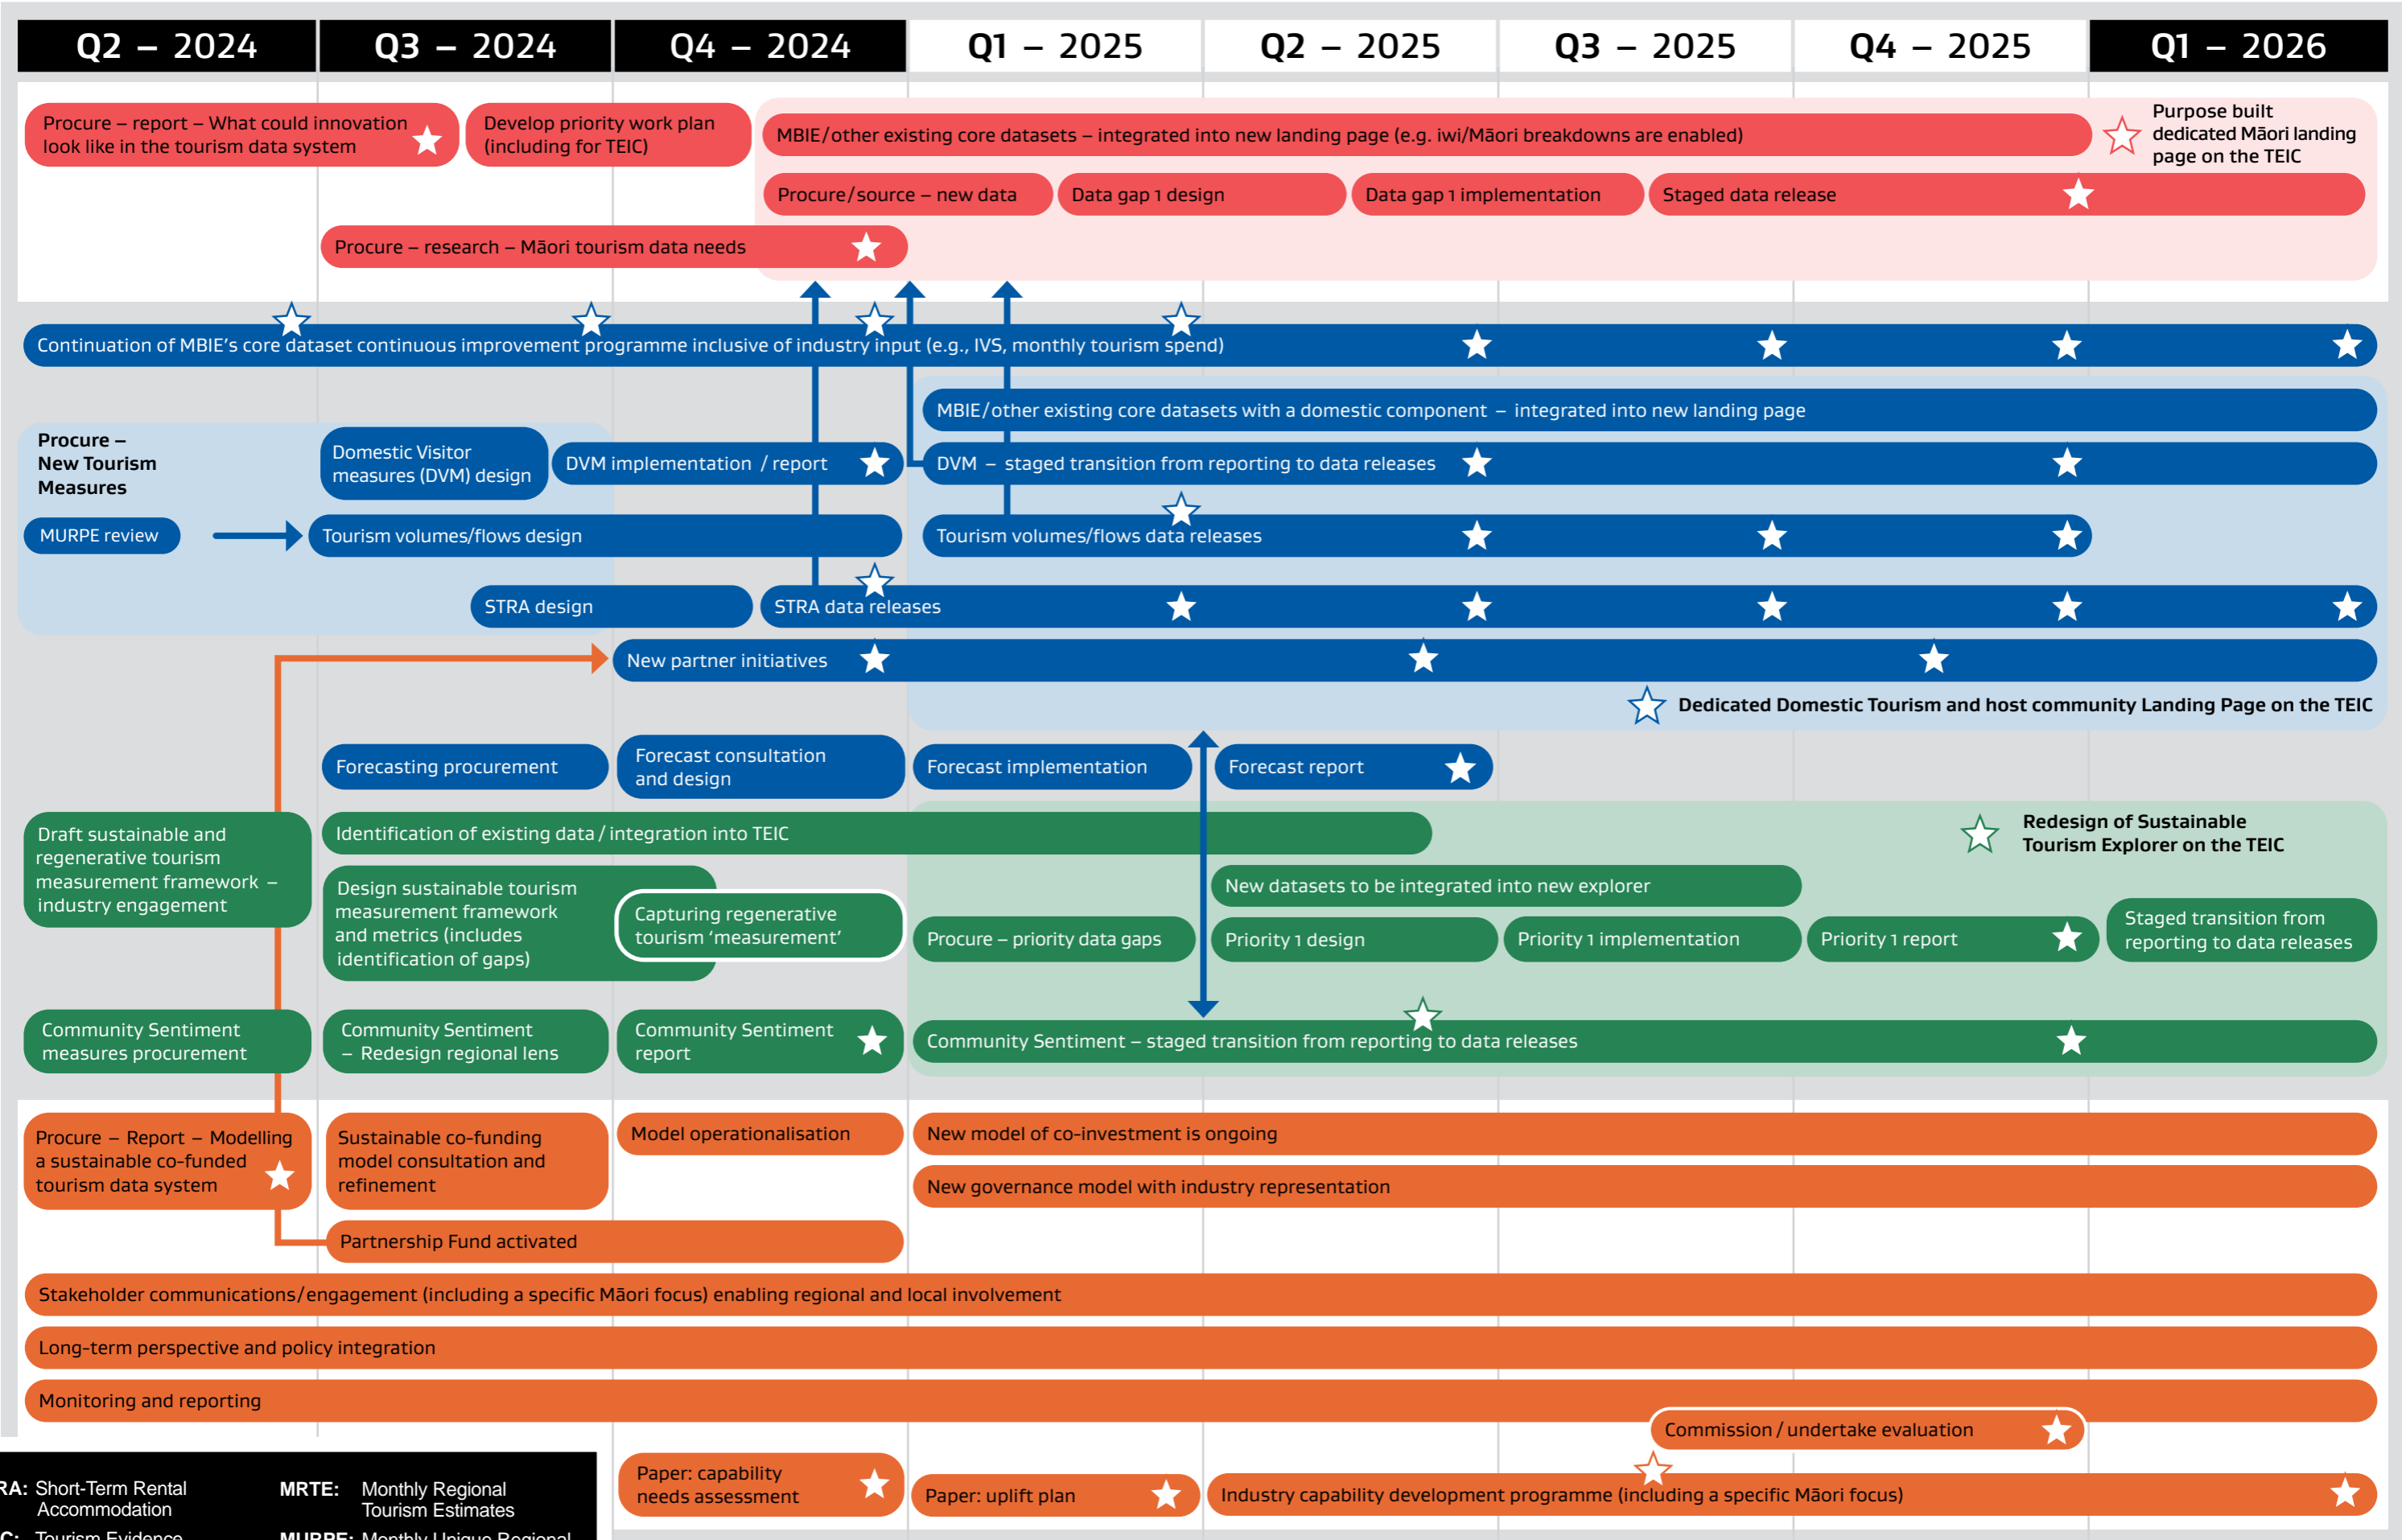 Q2 – 2024
Q3 – 2024
Q4 – 2024
Q1 – 2025
Q2 – 2025
Q3 – 2025
Q4 – 2025
Q1 – 2026
Procure – report – What could innovation
look like in the tourism data system
Develop priority work plan
(including for TEIC)
MBIE/other existing core datasets – integrated into new landing page (e.g. iwi/Māori breakdowns are enabled)
Purpose built
dedicated Māori landing
page on the TEIC
Procure/source – new data
Data gap 1 design
Data gap 1 implementation
Staged data release
Procure – research – Māori tourism data needs
Continuation of MBIE's core dataset continuous improvement programme inclusive of industry input (e.g., IVS, monthly tourism spend)
MBIE/other existing core datasets with a domestic component – integrated into new landing page
Procure –
New Tourism
Measures
Domestic Visitor
measures (DVM) design
DVM implementation / report
DVM – staged transition from reporting to data releases
MURPE review
Tourism volumes/flows design
Tourism volumes/flows data releases
STRA design
STRA data releases
New partner initiatives
Dedicated Domestic Tourism and host community Landing Page on the TEIC
Forecasting procurement
Forecast consultation
and design
Forecast implementation
Forecast report
Draft sustainable and
regenerative tourism
measurement framework –
industry engagement
Identification of existing data/integration into TEIC
Redesign of Sustainable
Tourism Explorer on the TEIC
Design sustainable tourism
measurement framework
and metrics (includes
identification of gaps)
Capturing regenerative
tourism 'measurement'
New datasets to be integrated into new explorer
Procure – priority data gaps
Priority 1 design
Priority 1 implementation
Priority 1 report
Staged transition from
reporting to data releases
Community Sentiment
measures procurement
Community Sentiment
– Redesign regional lens
Community Sentiment
report
Community Sentiment – staged transition from reporting to data releases
Procure – Report – Modelling
a sustainable co-funded
tourism data system
Sustainable co-funding
model consultation and
refinement
Model operationalisation
New model of co-investment is ongoing
New governance model with industry representation
Partnership Fund activated
Stakeholder communications/engagement (including a specific Māori focus) enabling regional and local involvement
Long-term perspective and policy integration
Monitoring and reporting
Commission / undertake evaluation
Paper: capability
needs assessment
Paper: uplift plan
Industry capability development programme (including a specific Māori focus)
RA: Short-Term Rental
Accommodation
C: Tourism Evidence
MRTE: Monthly Regional
Tourism Estimates
MURPE: Monthly Unique Regional